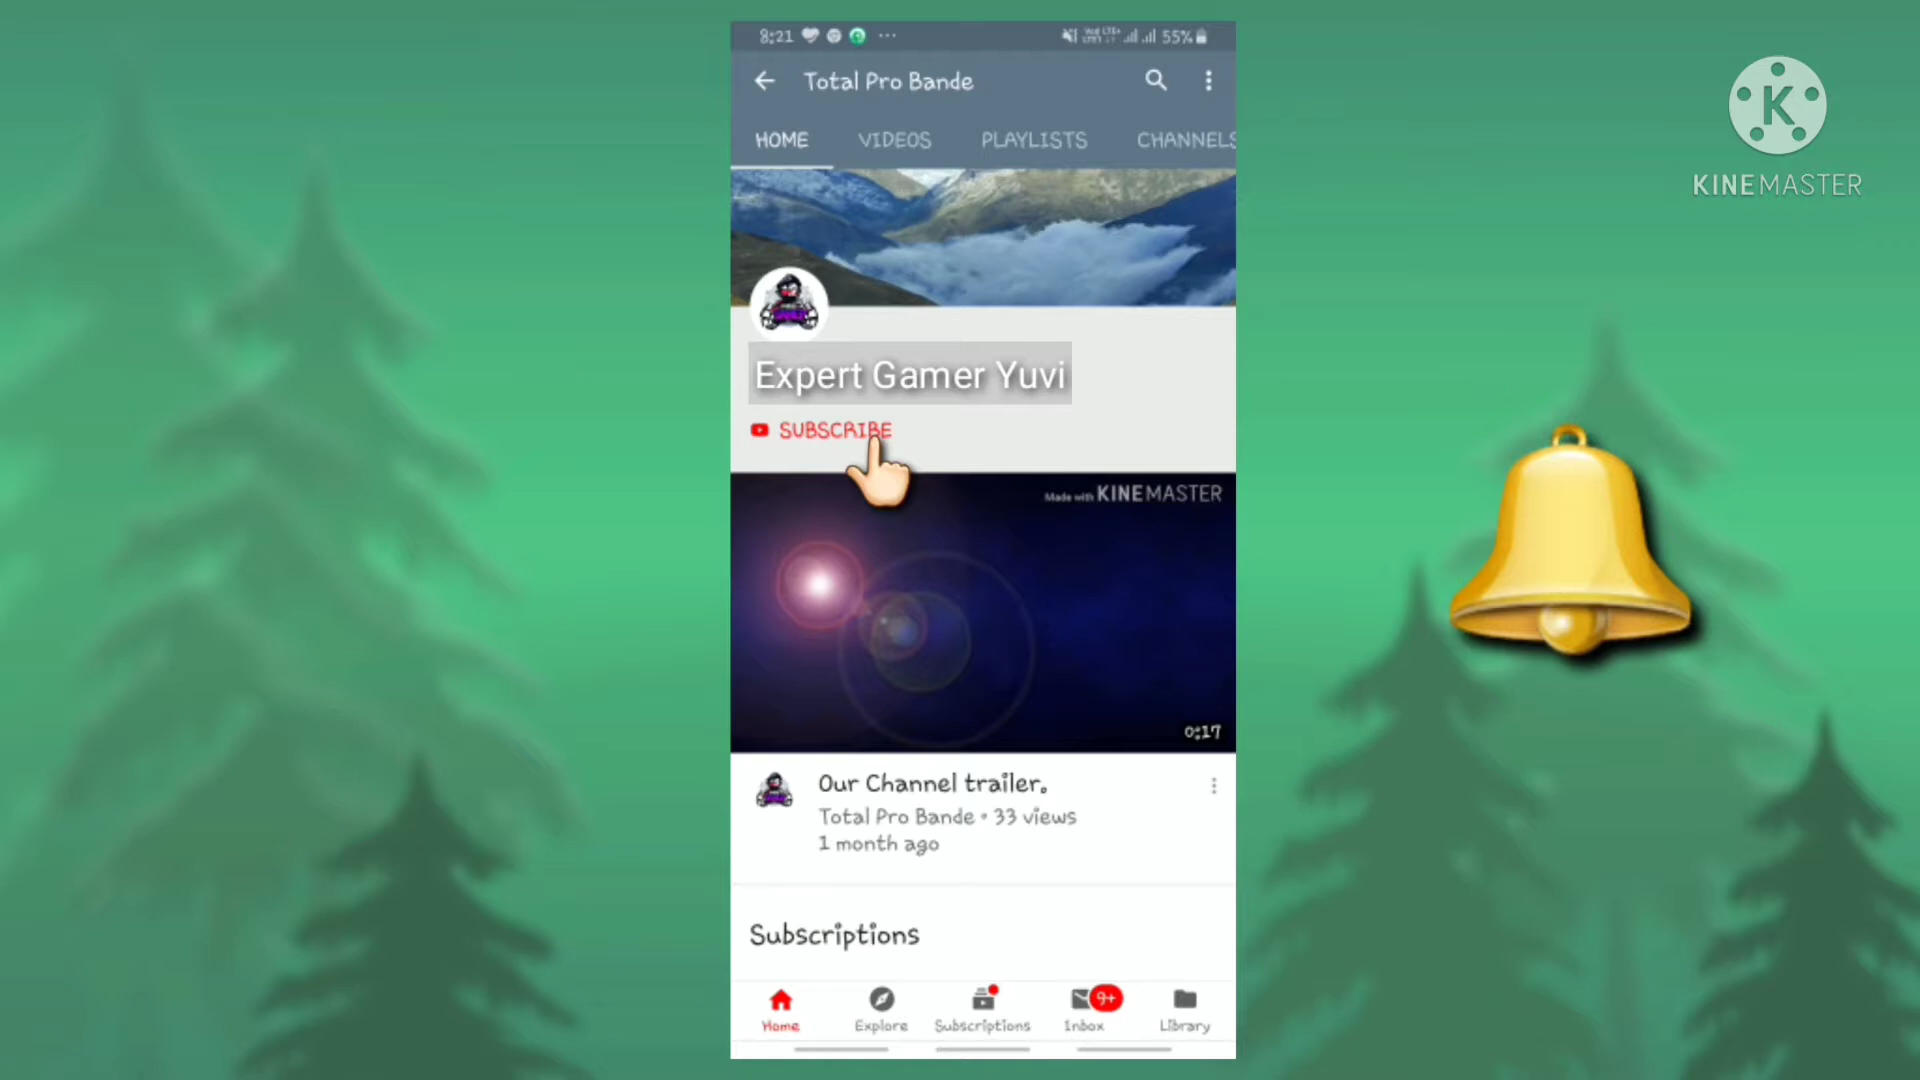 8:21 55%
Total Pro Bande
HOME VIDEOS PLAYLISTS CHANNELS
K
KINEMASTER
Expert Gamer Yuvi
SUBSCRIBE
Made with KINEMASTER
0:17
Our Channel trailer.
Total Pro Bande • 33 views
1 month ago
Subscriptions
9+
Home Explore Subscriptions Inbox Library